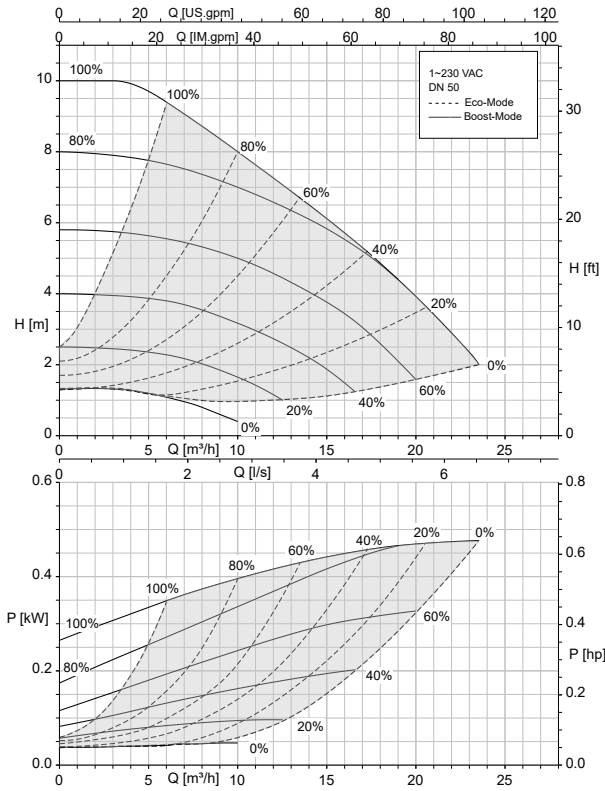 0 20 40 Q [US.gpm] 60 80 100 120
0 20 40 Q [IM.gpm] 60 80 100
10 100% 100% 30
1~230 VAC
DN 50
Eco-Mode
Boost-Mode
8 80% 80%
6 60% 20
40% H [ft]
4 20%
H [m] 10
2 0%
60%
40%
20%
0 0% 0
0 5 Q [m³/h] 10 15 20 25
0 2 Q [l/s] 4 6
0.6 0.8
0%
20%
40%
60% 0.6
80%
0.4 100%
P [kW] 100% 60% 0.4
P [hp]
0.2 80% 40% 0.2
20%
0%
0.0 0.0
0 5 Q [m³/h] 10 15 20 25